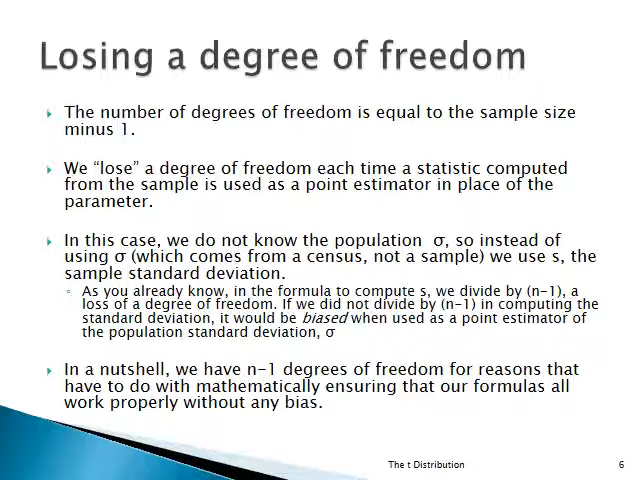 Losing a degree of freedom
The number of degrees of freedom is equal to the sample size
minus 1.
We “lose” a degree of freedom each time a statistic computed
from the sample is used as a point estimator in place of the
parameter.
In this case, we do not know the population σ, so instead of
using σ (which comes from a census, not a sample) we use s, the
sample standard deviation.
As you already know, in the formula to compute s, we divide by (n-1), a
loss of a degree of freedom. If we did not divide by (n-1) in computing the
standard deviation, it would be biased when used as a point estimator of
the population standard deviation, σ
In a nutshell, we have n-1 degrees of freedom for reasons that
have to do with mathematically ensuring that our formulas all
work properly without any bias.
The t Distribution
6